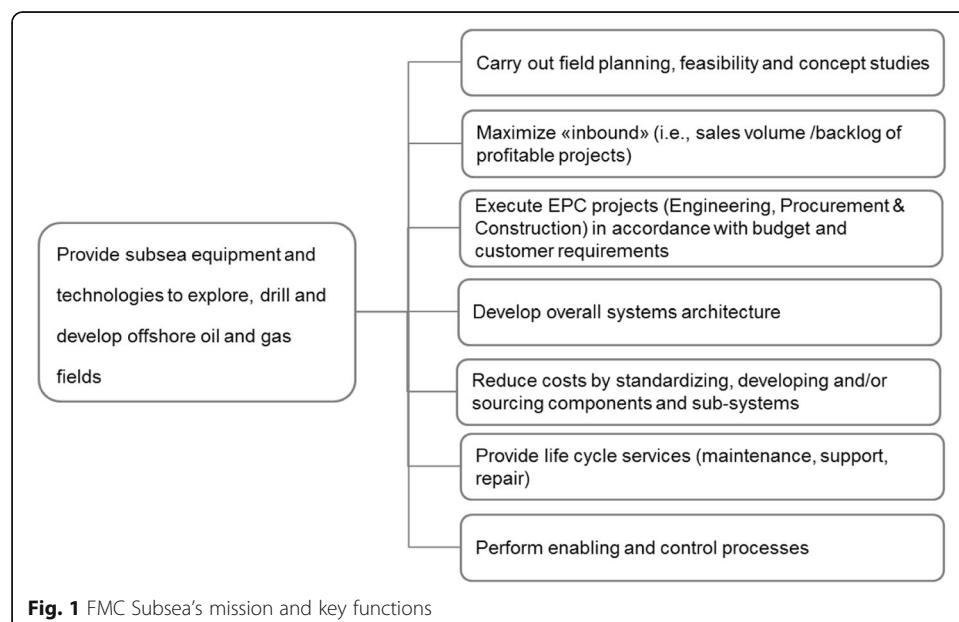 Carry out field planning, feasibility and concept studies
Maximize «inbound» (i.e., sales volume /backlog of
profitable projects)
Execute EPC projects (Engineering, Procurement &
Construction) in accordance with budget and
customer requirements
Provide subsea equipment and
technologies to explore, drill and
develop offshore oil and gas
fields
Develop overall systems architecture
Reduce costs by standardizing, developing and/or
sourcing components and sub-systems
Provide life cycle services (maintenance, support,
repair)
Perform enabling and control processes
Fig. 1 FMC Subsea's mission and key functions